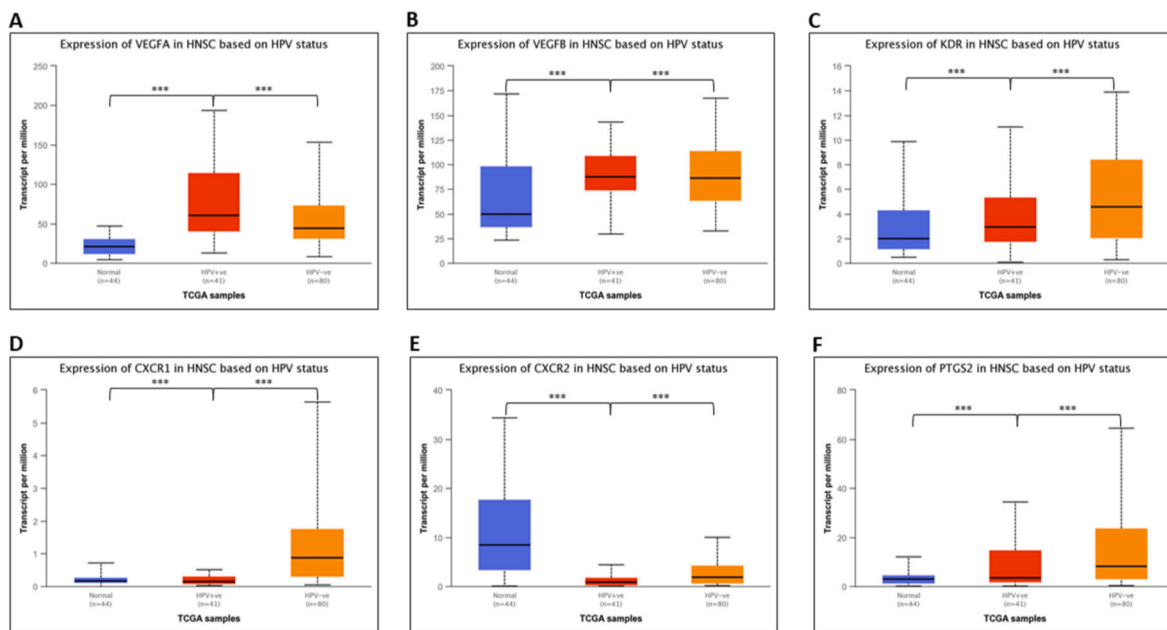 A
Expression of VEGFA in HNSC based on HPV status
Transcript per million
250
200
150
100
50
0
*** ***
Normal HPV+ve HPV−ve
(n=44) (n=41) (n=80)
TCGA samples
B
Expression of VEGFB in HNSC based on HPV status
Transcript per million
200
175
150
125
100
75
50
25
0
*** ***
Normal HPV+ve HPV−ve
(n=44) (n=41) (n=80)
TCGA samples
C
Expression of KDR in HNSC based on HPV status
Transcript per million
16
14
12
10
8
6
4
2
0
*** ***
Normal HPV+ve HPV−ve
(n=44) (n=41) (n=80)
TCGA samples
D
Expression of CXCR1 in HNSC based on HPV status
Transcript per million
6
5
4
3
2
1
0
*** ***
Normal HPV+ve HPV−ve
(n=44) (n=41) (n=80)
TCGA samples
E
Expression of CXCR2 in HNSC based on HPV status
Transcript per million
40
30
20
10
0
*** ***
Normal HPV+ve HPV−ve
(n=44) (n=41) (n=80)
TCGA samples
F
Expression of PTGS2 in HNSC based on HPV status
Transcript per million
80
60
40
20
0
*** ***
Normal HPV+ve HPV−ve
(n=44) (n=41) (n=80)
TCGA samples